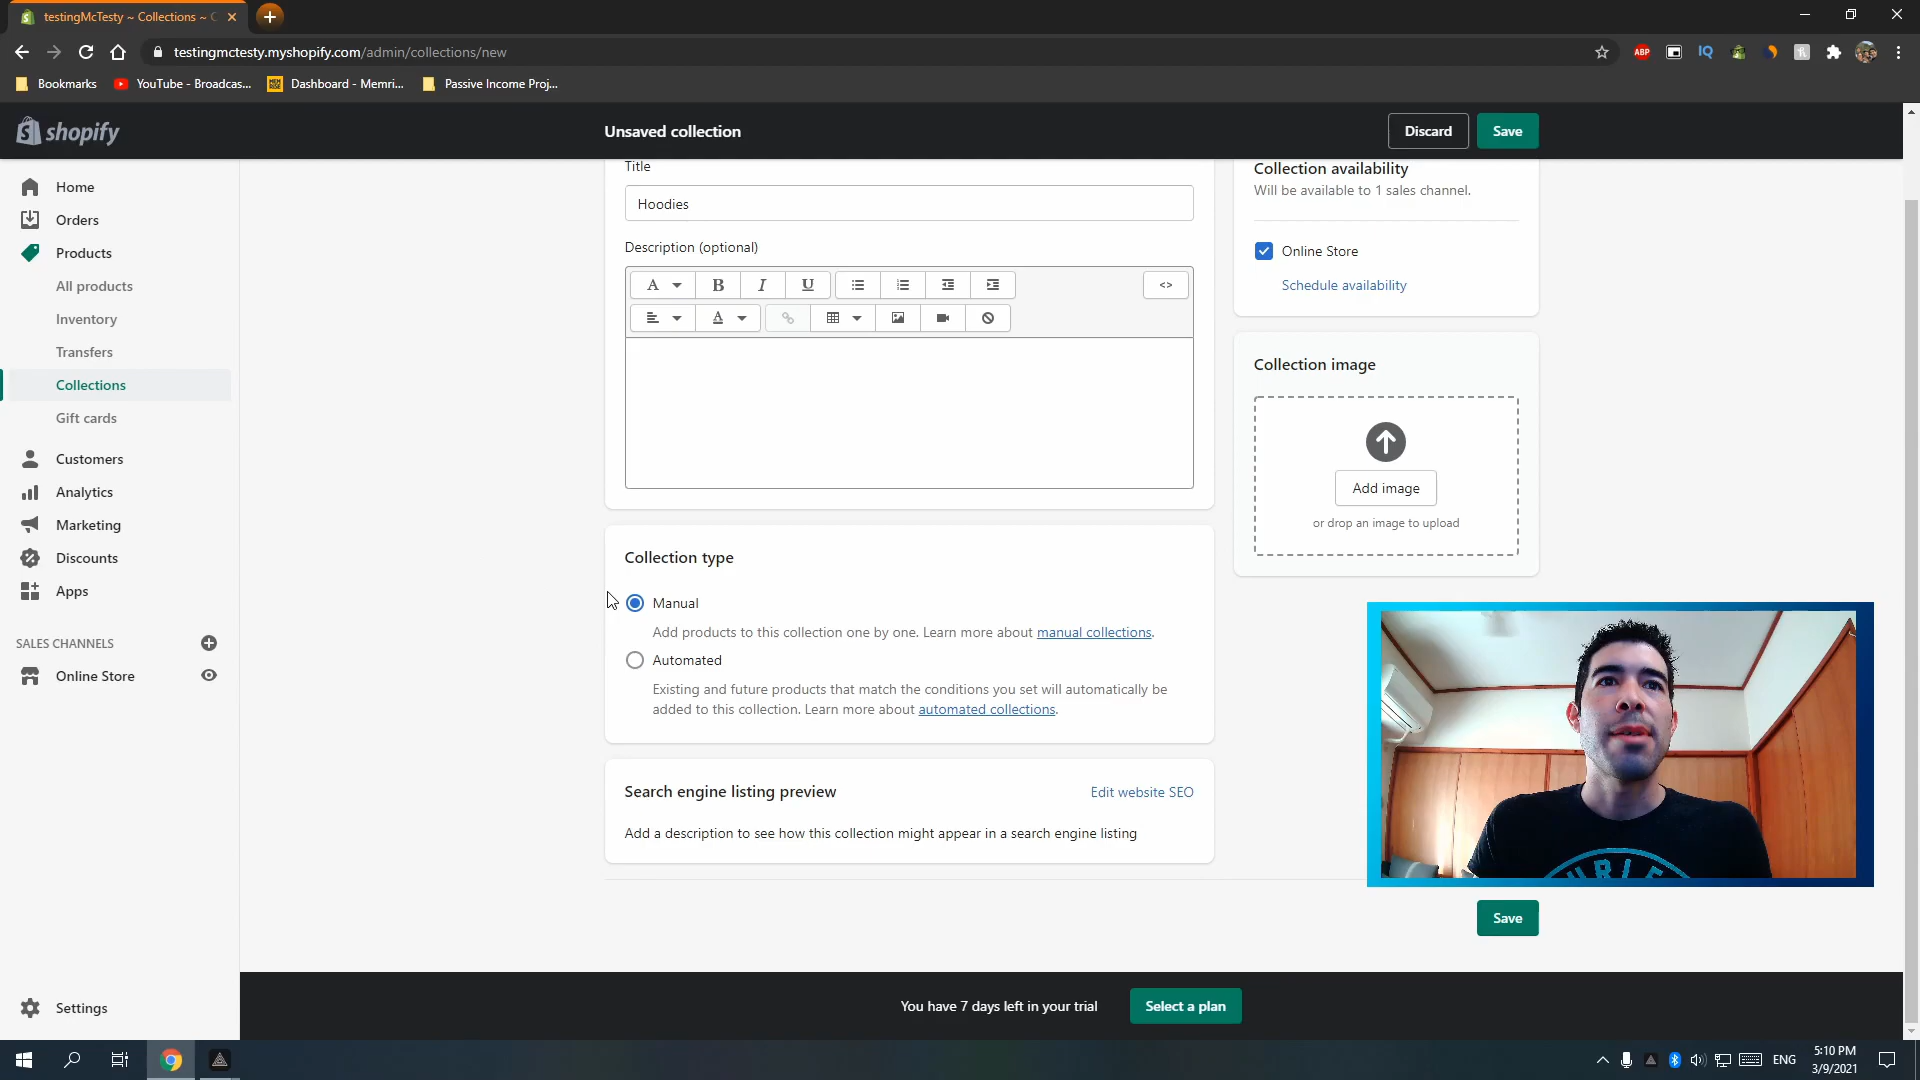 testingMcTesty ~ Collections ~ C
testingmctesty.myshopify.com/admin/collections/new
ABP
IQ
Bookmarks
YouTube - Broadcas...
Dashboard - Memri...
Passive Income Proj...
shopify
Unsaved collection
Discard
Save
Home
Orders
Products
All products
Inventory
Transfers
Collections
Gift cards
Customers
Analytics
Marketing
Discounts
Apps
SALES CHANNELS
Online Store
Settings
Title
Hoodies
Description (optional)
A
B
I
U
<>
A
Collection type
Manual
Add products to this collection one by one. Learn more about manual collections.
Automated
Existing and future products that match the conditions you set will automatically be
added to this collection. Learn more about automated collections.
Search engine listing preview
Edit website SEO
Add a description to see how this collection might appear in a search engine listing
Collection availability
Will be available to 1 sales channel.
Online Store
Schedule availability
Collection image
Add image
or drop an image to upload
Save
You have 7 days left in your trial
Select a plan
ENG
5:10 PM
3/9/2021